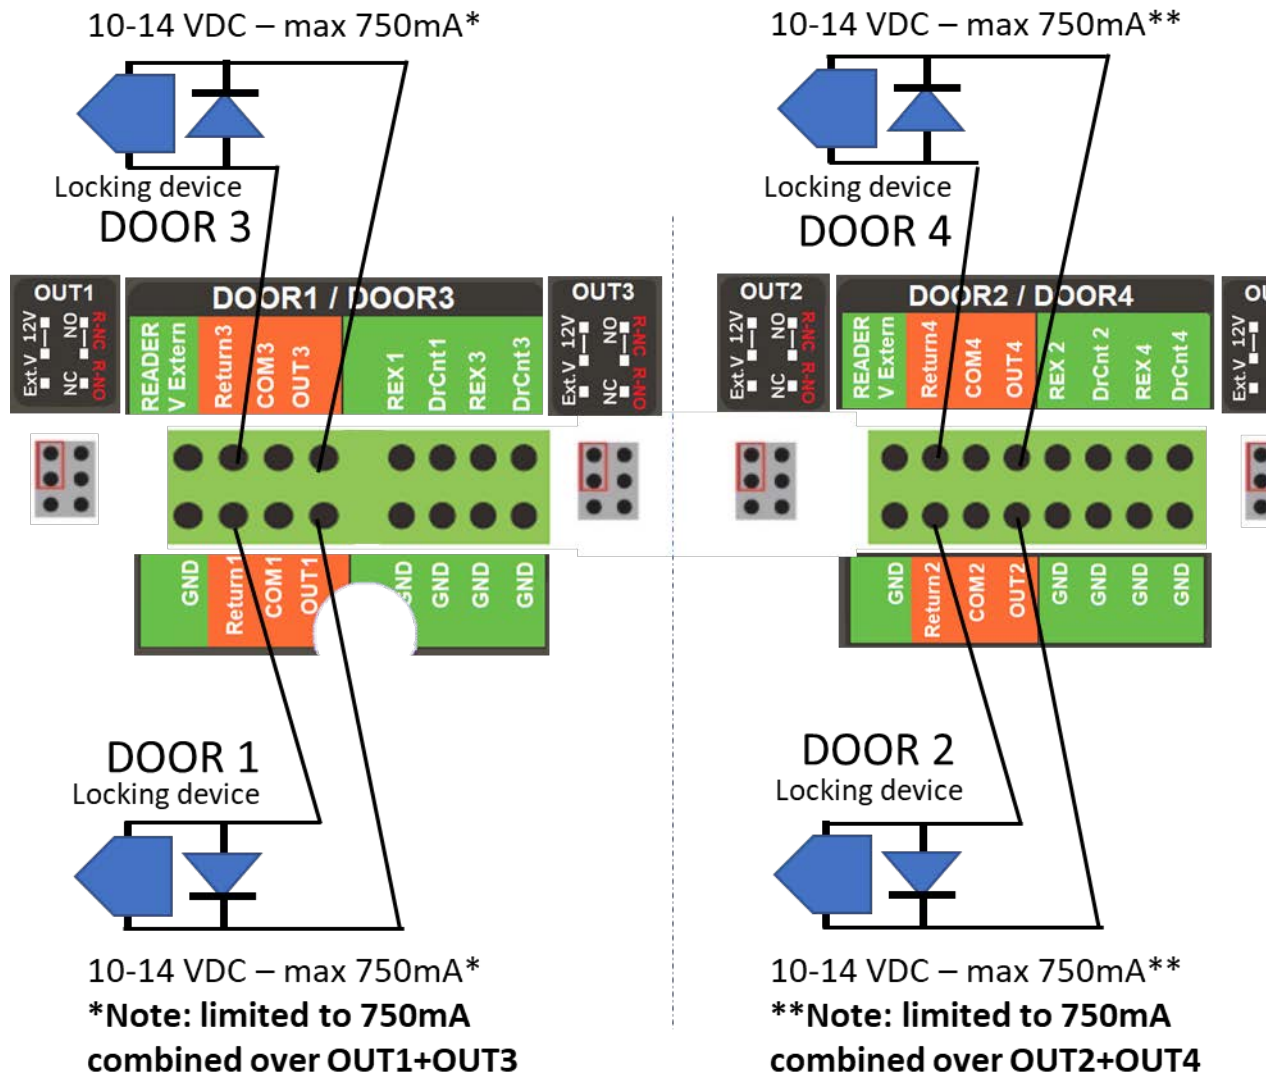 10-14 VDC – max 750mA*
10-14 VDC – max 750mA**
Locking device
DOOR 3
Locking device
DOOR 4
OUT1
12V
Ext.V
NO
NC
R-NC
R-NO
DOOR1 / DOOR3
READER
V Extern
Return3
COM3
OUT3
REX 1
DrCnt1
REX 3
DrCnt3
OUT3
12V
Ext.V
NO
NC
R-NC
R-NO
OUT2
12V
Ext.V
NO
NC
R-NC
R-NO
DOOR2 / DOOR4
READER
V Extern
Return4
COM4
OUT4
REX 2
DrCnt 2
REX 4
DrCnt 4
12V
Ext.V
GND
Return1
COM1
OUT1
GND
GND
GND
GND
GND
Return2
COM2
OUT2
GND
GND
GND
GND
DOOR 1
Locking device
DOOR 2
Locking device
10-14 VDC – max 750mA*
*Note: limited to 750mA
combined over OUT1+OUT3
10-14 VDC – max 750mA**
**Note: limited to 750mA
combined over OUT2+OUT4